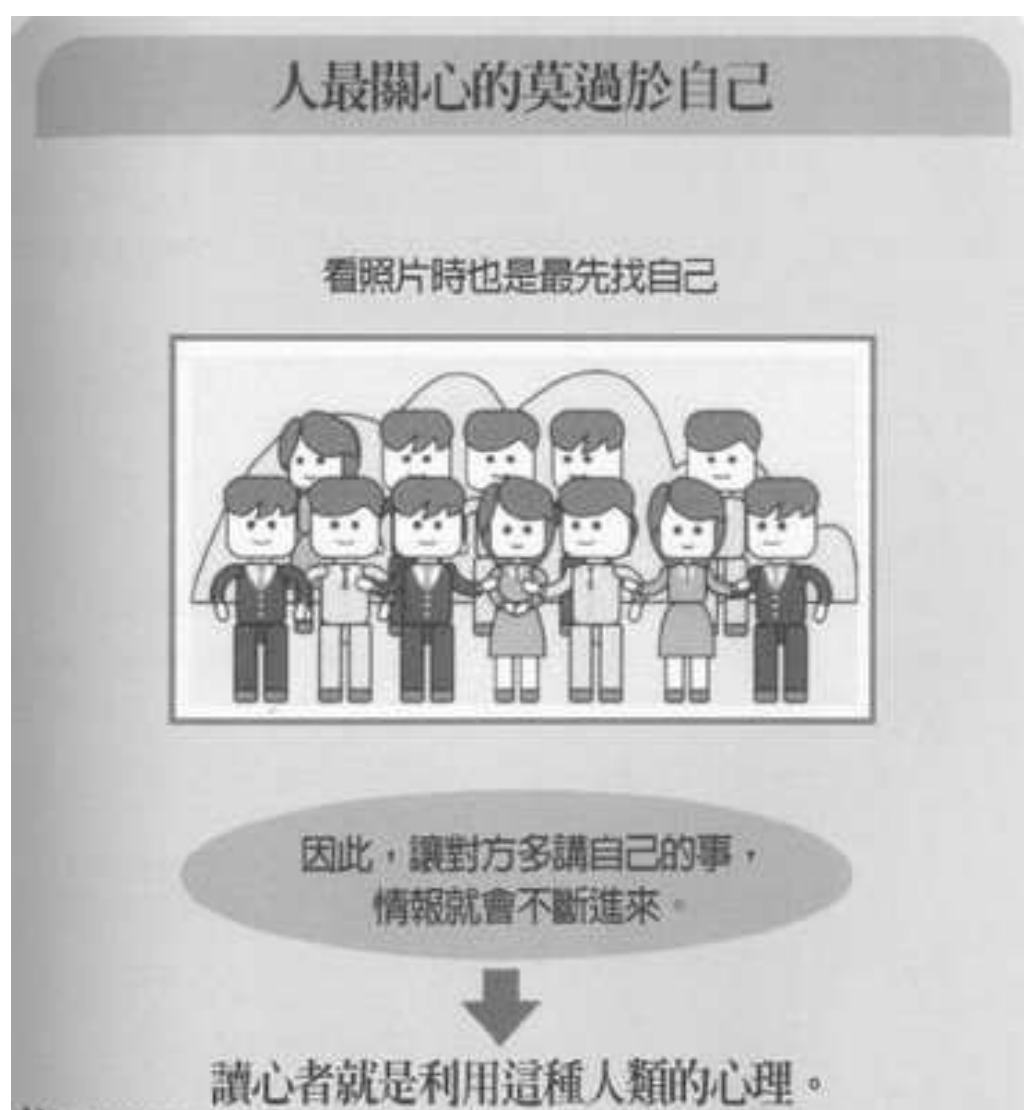 人最關心的莫過於自己
看照片時也是最先找自己
因此，讓對方多講自己的事，
情報就會不斷進來。
讀心者就是利用這種人類的心理。